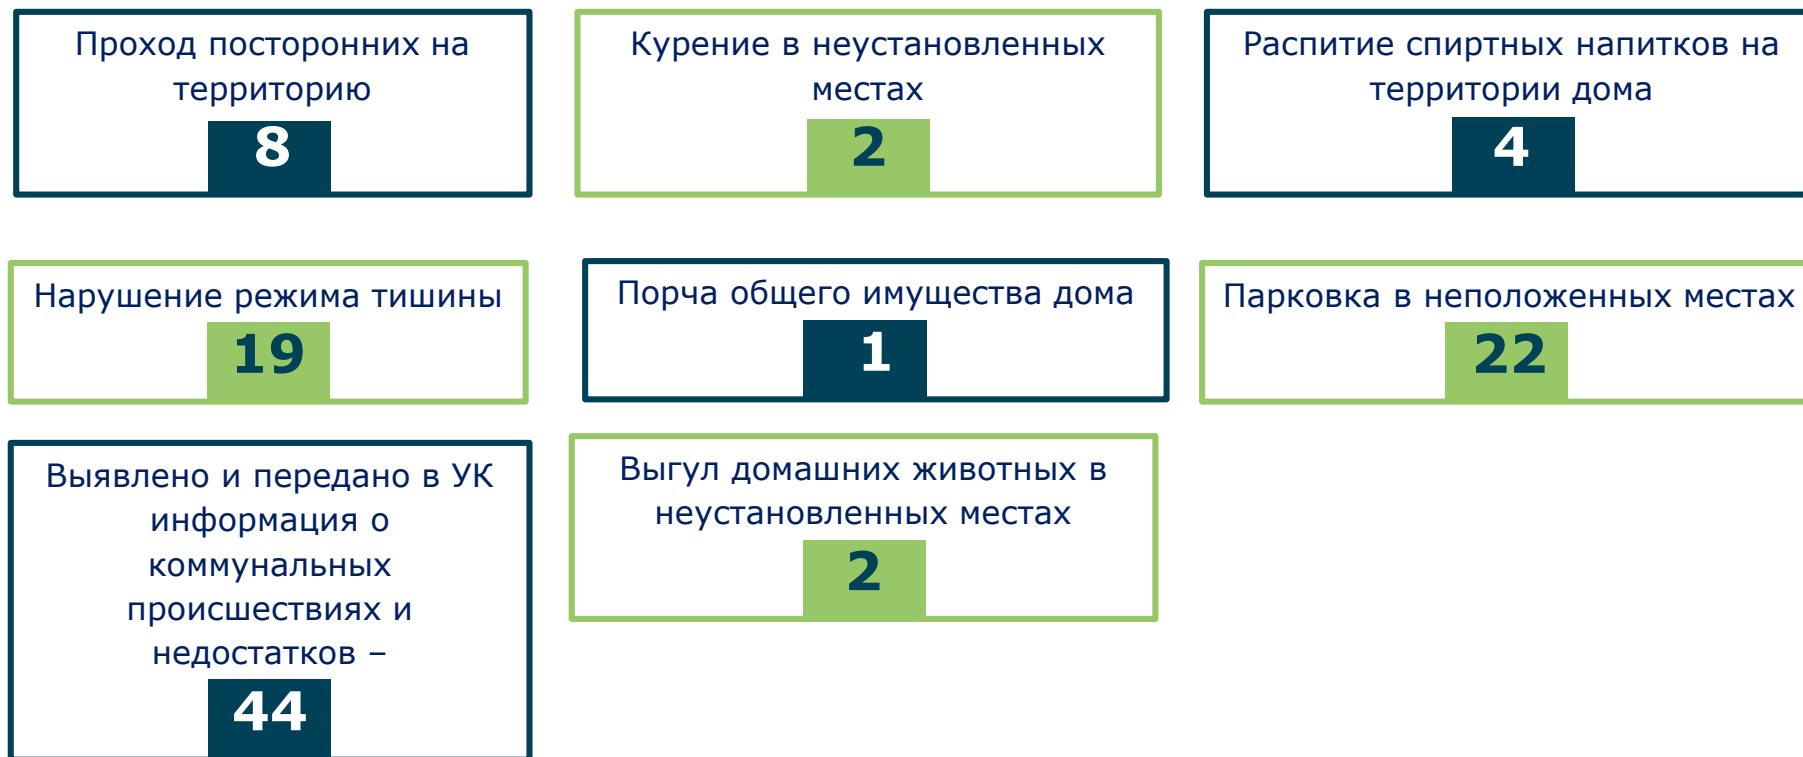 Проход посторонних на
территорию
8
Курение в неустановленных
местах
2
Распитие спиртных напитков на
территории дома
4
Нарушение режима тишины
19
Порча общего имущества дома
1
Парковка в неположенных местах
22
Выявлено и передано в УК
информация о
коммунальных
происшествиях и
недостатков –
44
Выгул домашних животных в
неустановленных местах
2